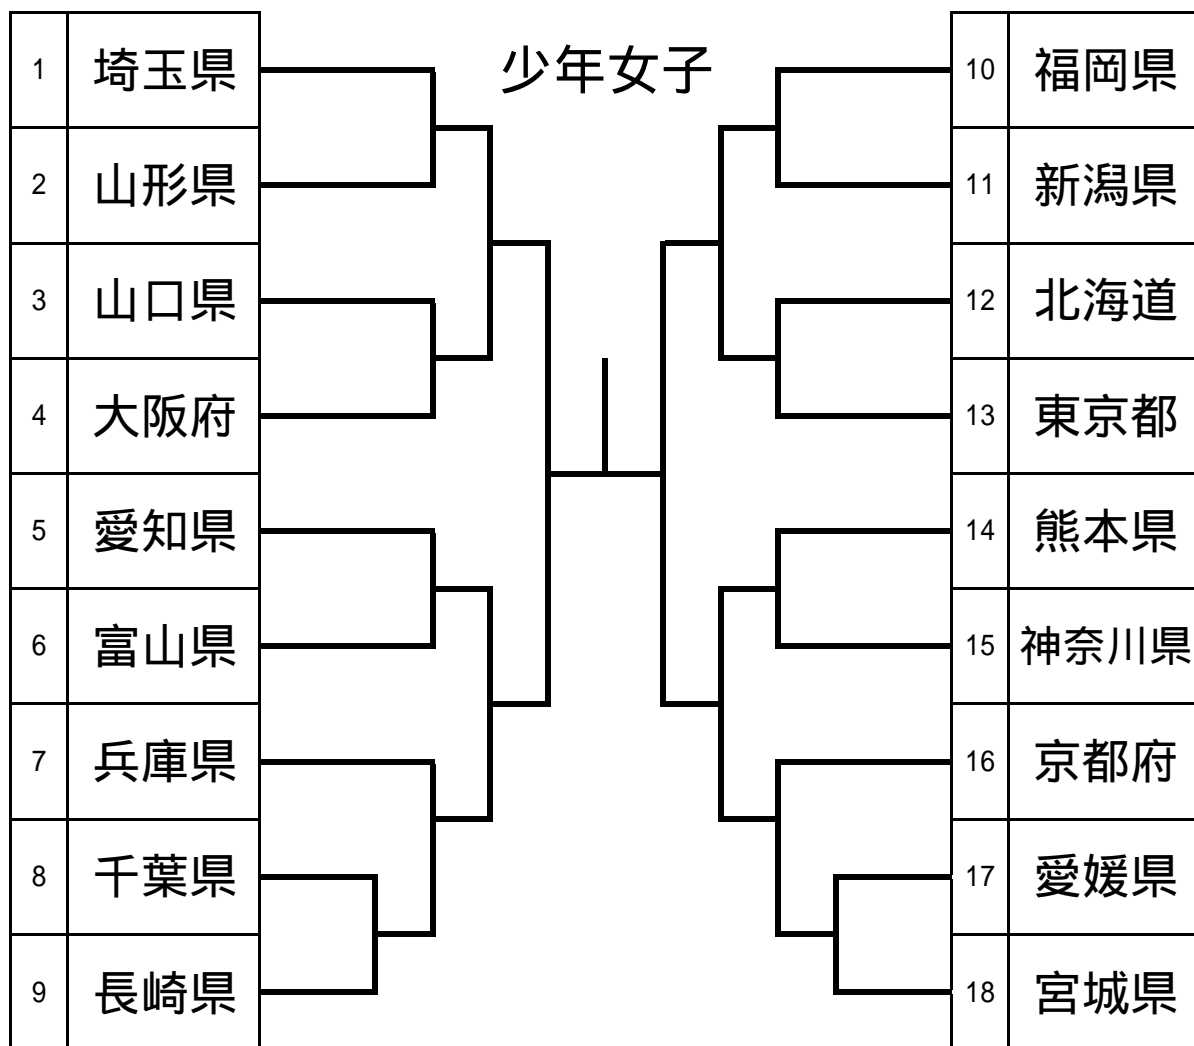 少年女子
1 埼玉県
2 山形県
3 山口県
4 大阪府
5 愛知県
6 富山県
7 兵庫県
8 千葉県
9 長崎県
10 福岡県
11 新潟県
12 北海道
13 東京都
14 熊本県
15 神奈川県
16 京都府
17 愛媛県
18 宮城県